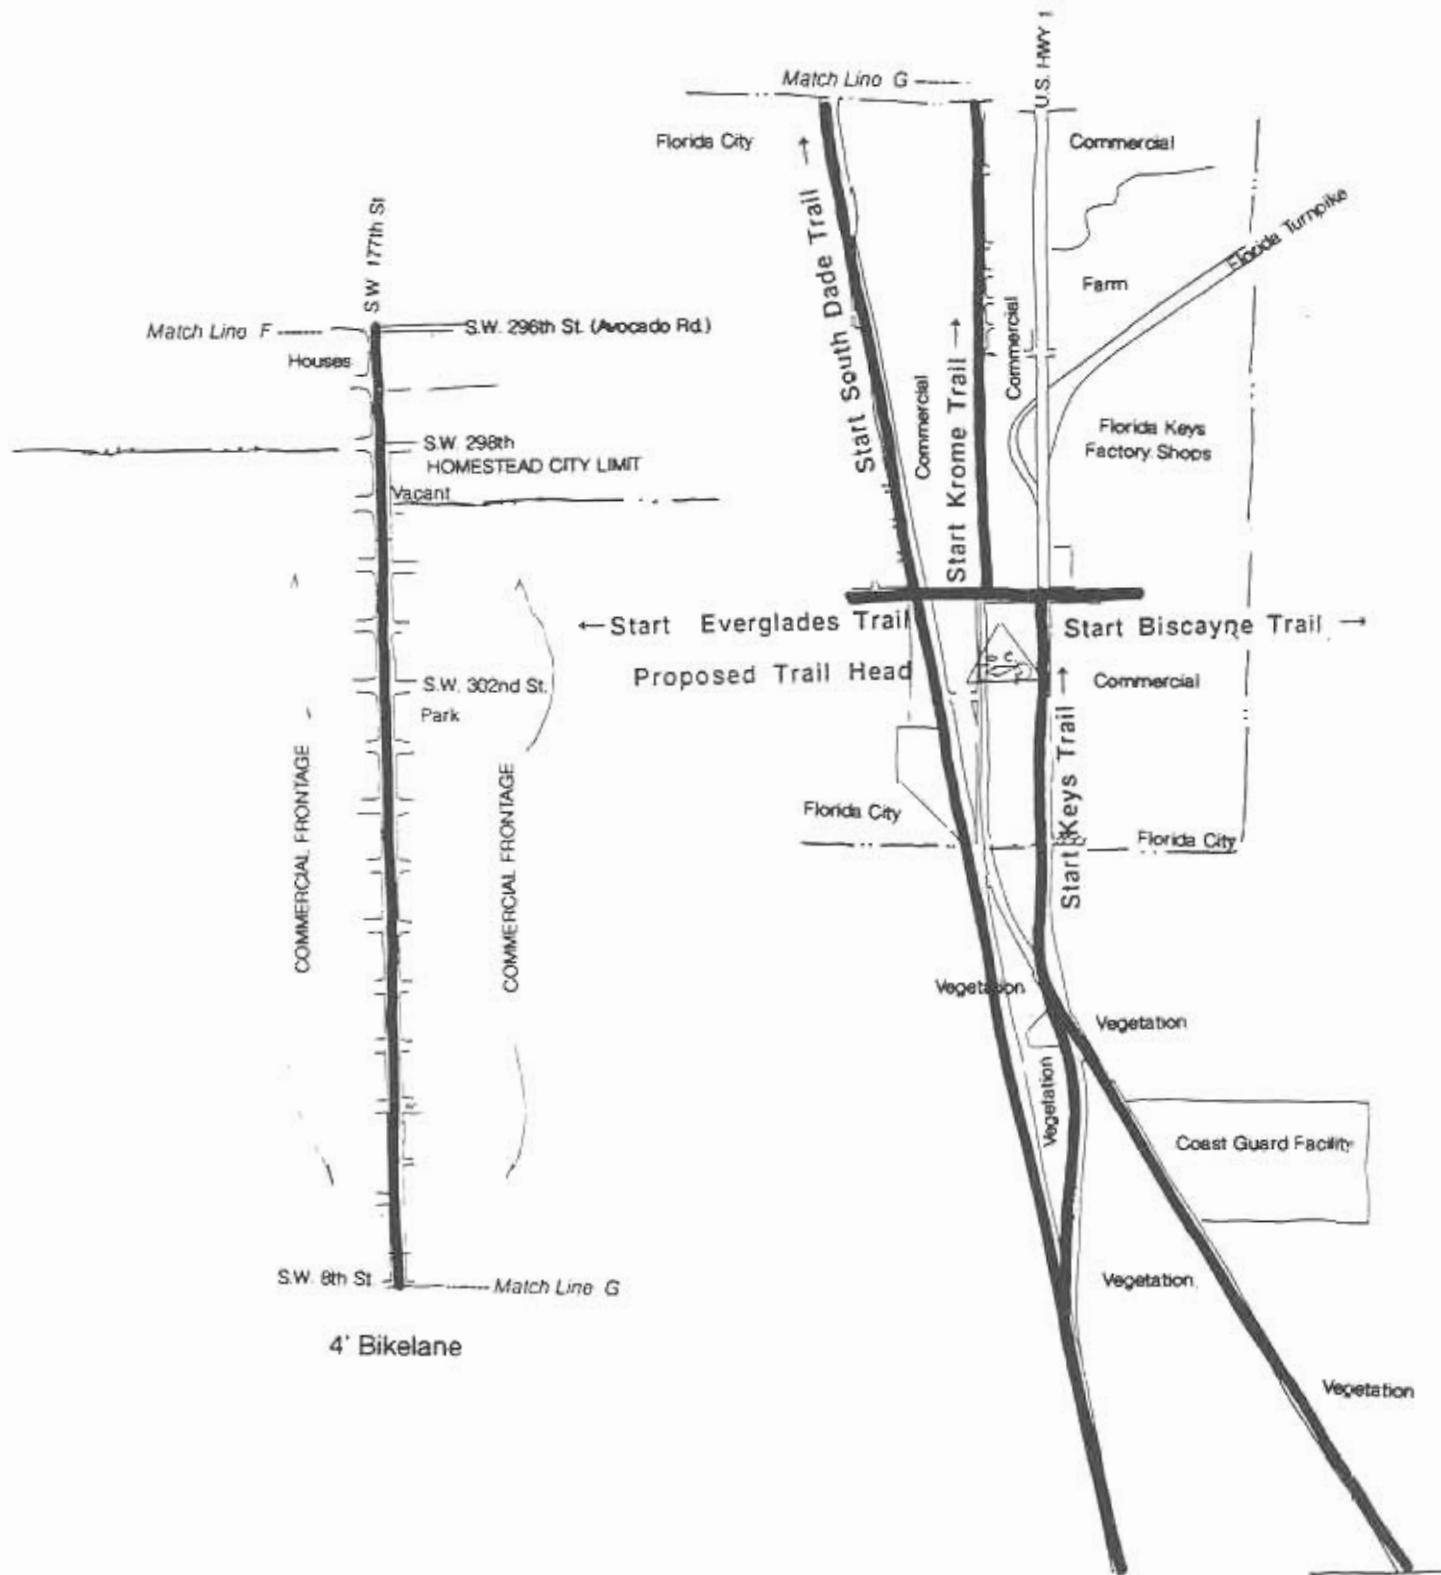 S.W. 177th St
Match Line F
S.W. 296th St. (Avocado Rd.)
Houses
S.W. 298th
HOMESTEAD CITY LIMIT
Vacant
S.W. 302nd St.
Park
COMMERCIAL FRONTAGE
COMMERCIAL FRONTAGE
S.W. 8th St.
Match Line G
4' Bikelane
Match Line G
U.S. HWY 1
Florida City
Commercial
Start South Dade Trail →
Florida Turnpike
Farm
Commercial
Commercial
Start Krome Trail →
Florida Keys
Factory Shops
←Start Everglades Trail
Start Biscayne Trail →
Proposed Trail Head
Commercial
Start Keys Trail →
Florida City
Florida City
Vegetation
Vegetation
Vegetation
Coast Guard Facility
Vegetation
Vegetation